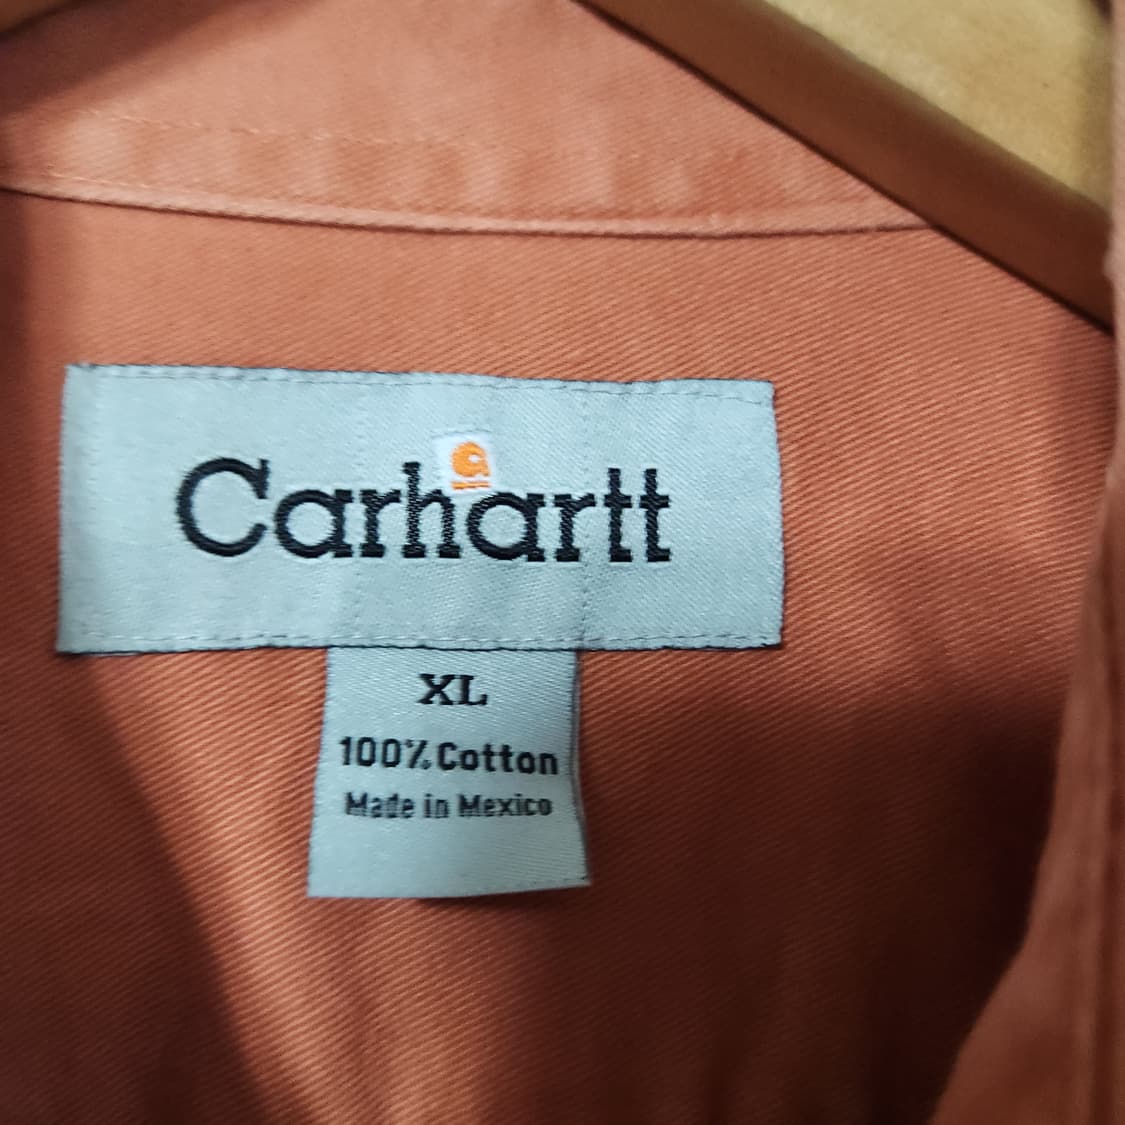 Carhartt
XL
100% Cotton
Made in Mexico